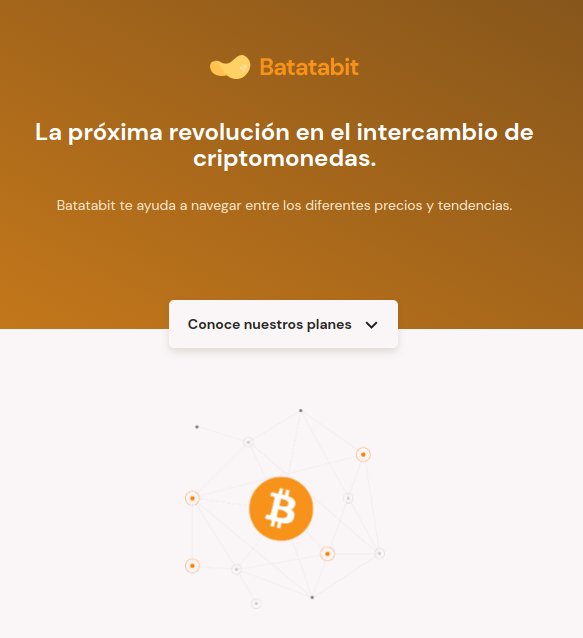 Batatabit
La próxima revolución en el intercambio de
criptomonedas.
Batatabit te ayuda a navegar entre los diferentes precios y tendencias.
Conoce nuestros planes